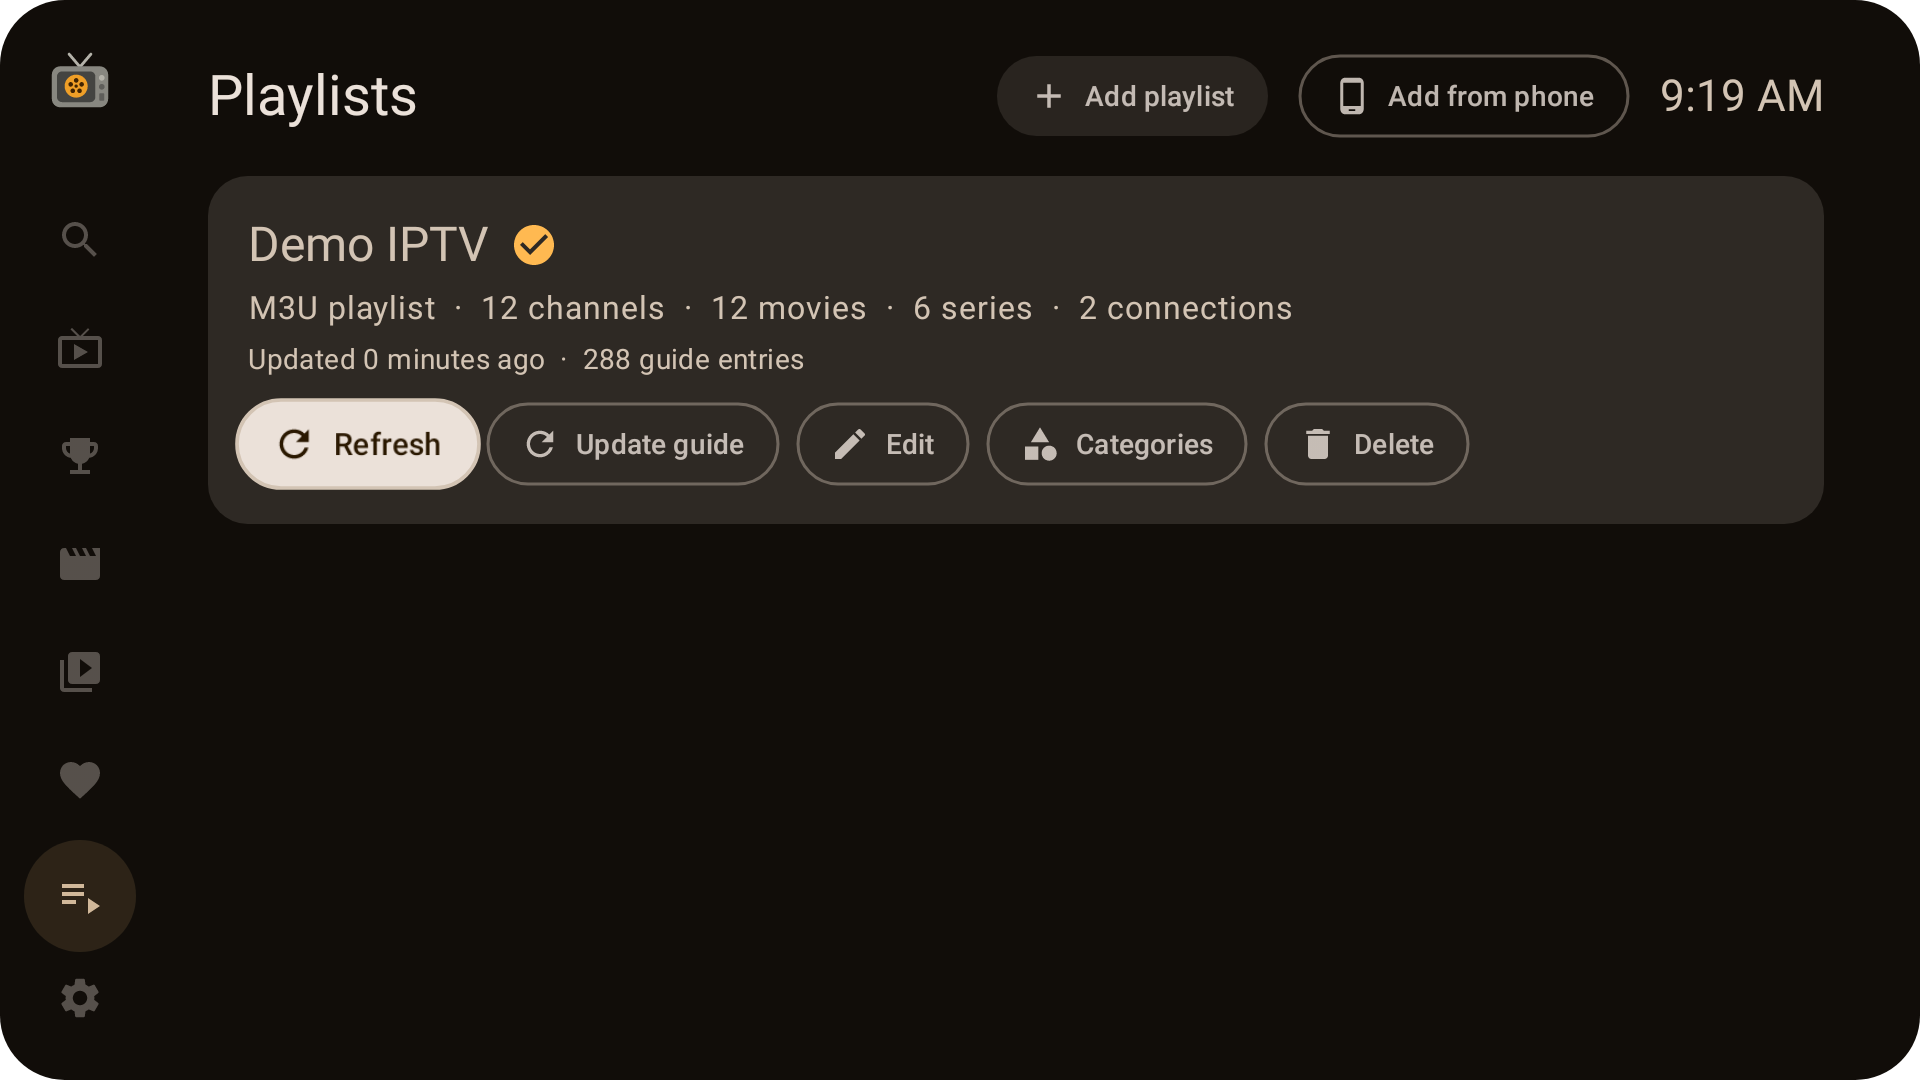 Playlists
Add playlist
Add from phone
9:19 AM
Demo IPTV
M3U playlist · 12 channels · 12 movies · 6 series · 2 connections
Updated 0 minutes ago · 288 guide entries
Refresh
Update guide
Edit
Categories
Delete